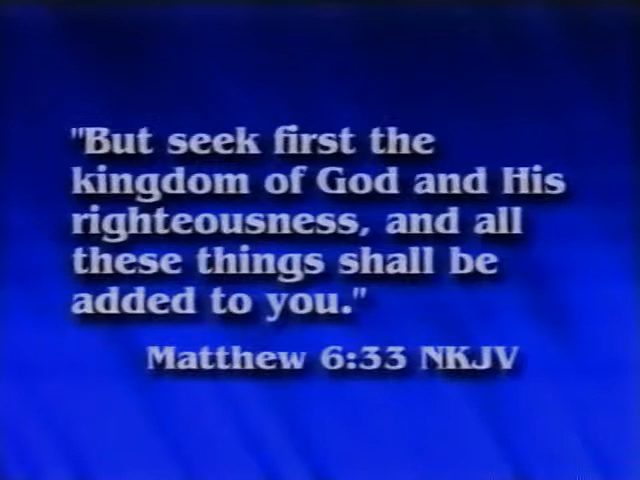 "But seek first the
kingdom of God and His
righteousness, and all
these things shall be
added to you."
Matthew 6:33 NKJV